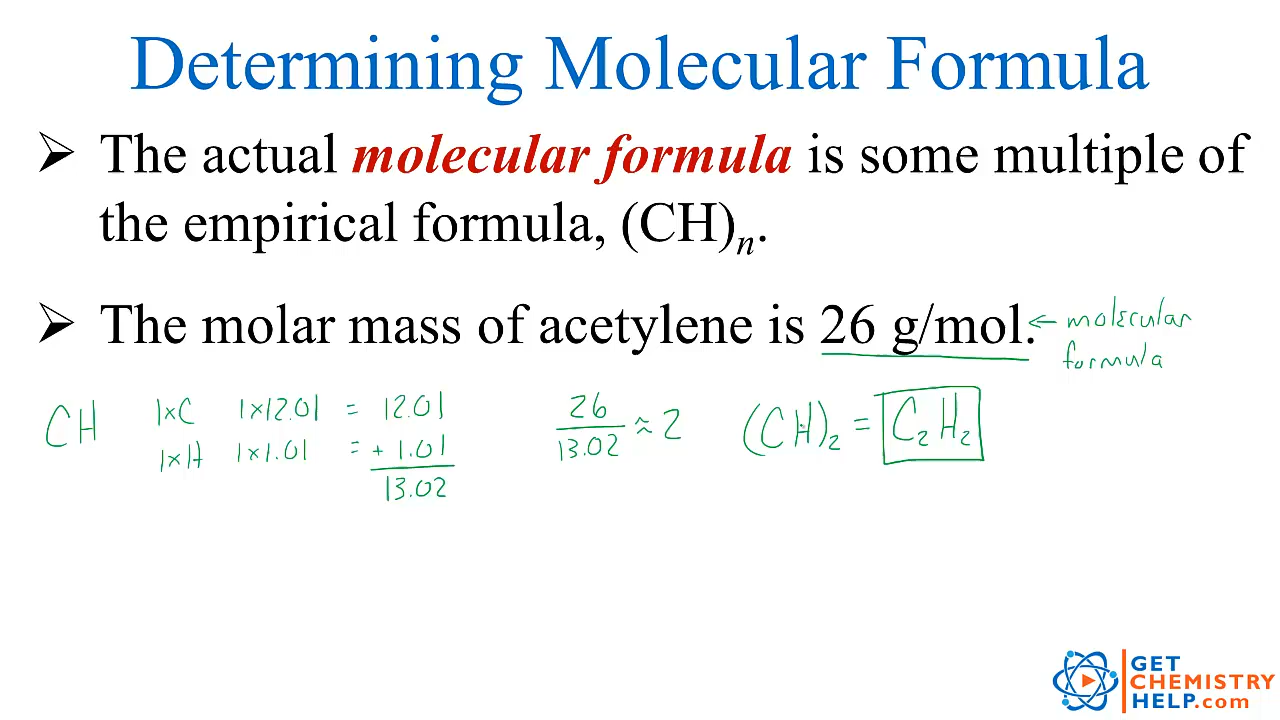 Determining Molecular Formula
➤ The actual molecular formula is some multiple of
the empirical formula, (CH)n.
➤ The molar mass of acetylene is 26 g/mol. ← molecular
formula
CH 1×C 1×12.01 = 12.01 26/13.02 ≈ 2 (CH)₂ = C₂H₂
1×H 1×1.01 = + 1.01
13.02
GET
CHEMISTRY
HELP.com